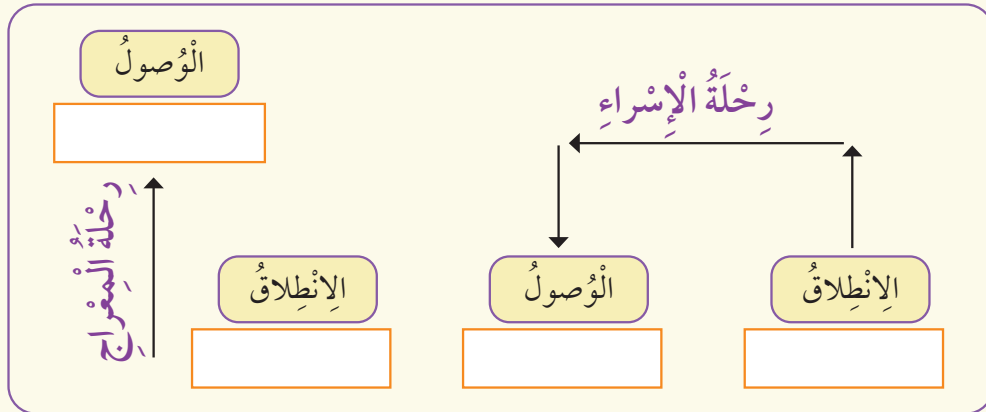 رِحْلَةُ الْإِسْراءِ
الِانْطِلاقُ
الْوُصولُ
رِحْلَةُ الْمِعْراجِ
الِانْطِلاقُ
الْوُصولُ